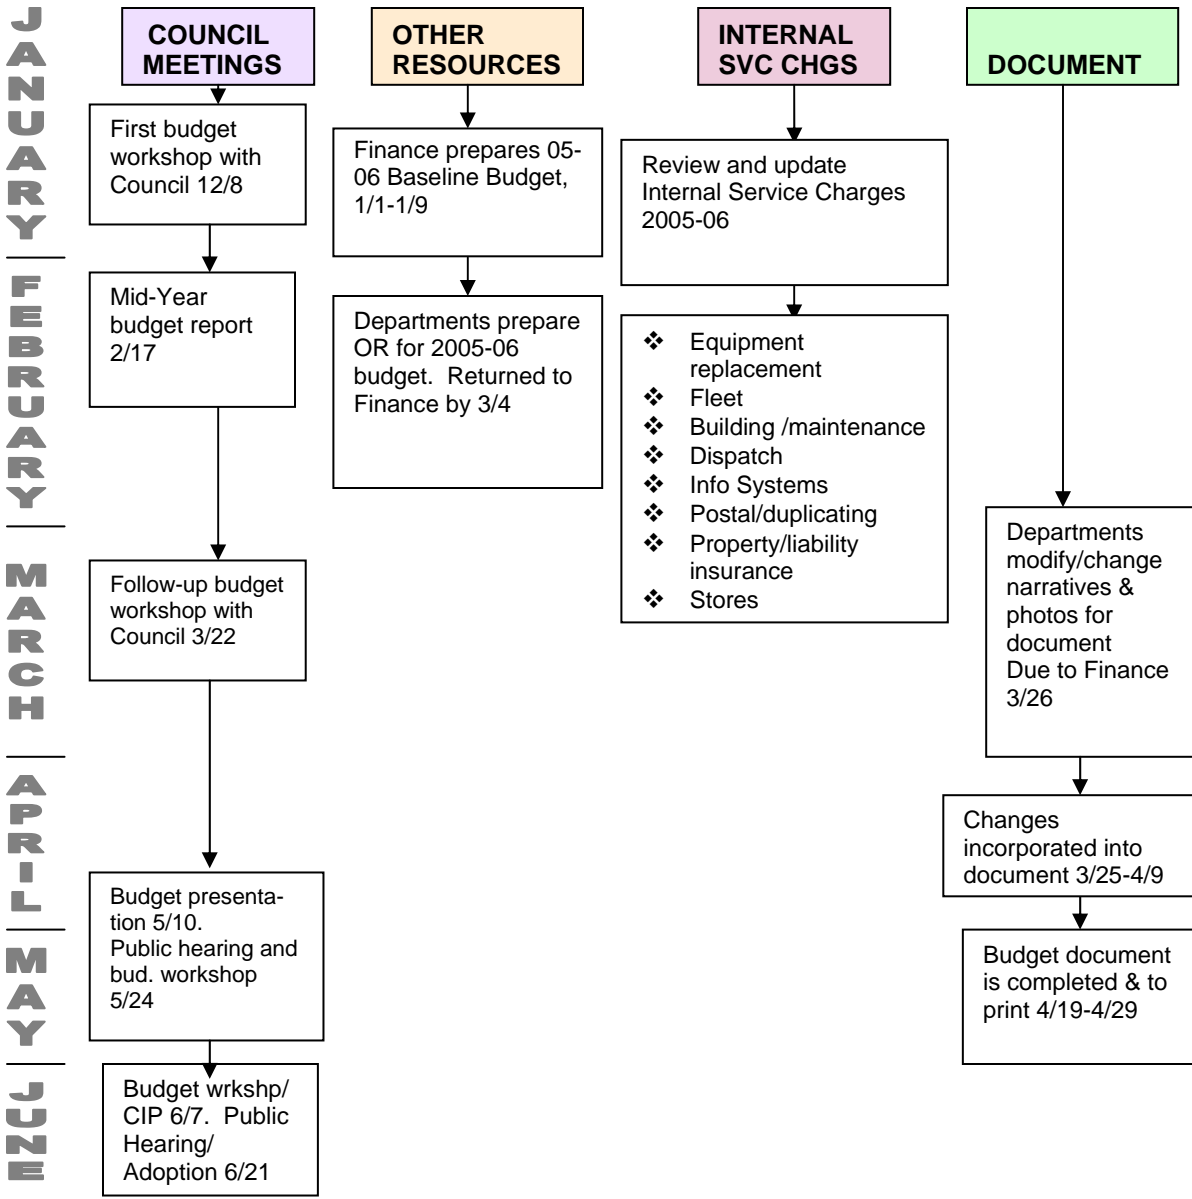 JANUARY
FEBRUARY
MARCH
APRIL
MAY
JUNE
COUNCIL
MEETINGS
First budget
workshop with
Council 12/8
Mid-Year
budget report
2/17
Follow-up budget
workshop with
Council 3/22
Budget presenta-
tion 5/10.
Public hearing and
bud. workshop
5/24
Budget wrkshp/
CIP 6/7.  Public
Hearing/
Adoption 6/21
OTHER
RESOURCES
Finance prepares 05-
06 Baseline Budget,
1/1-1/9
Departments prepare
OR for 2005-06
budget.  Returned to
Finance by 3/4
INTERNAL
SVC CHGS
Review and update
Internal Service Charges
2005-06
❖ Equipment
replacement
❖ Fleet
❖ Building /maintenance
❖ Dispatch
❖ Info Systems
❖ Postal/duplicating
❖ Property/liability
insurance
❖ Stores
DOCUMENT
Departments
modify/change
narratives &
photos for
document
Due to Finance
3/26
Changes
incorporated into
document 3/25-4/9
Budget document
is completed & to
print 4/19-4/29